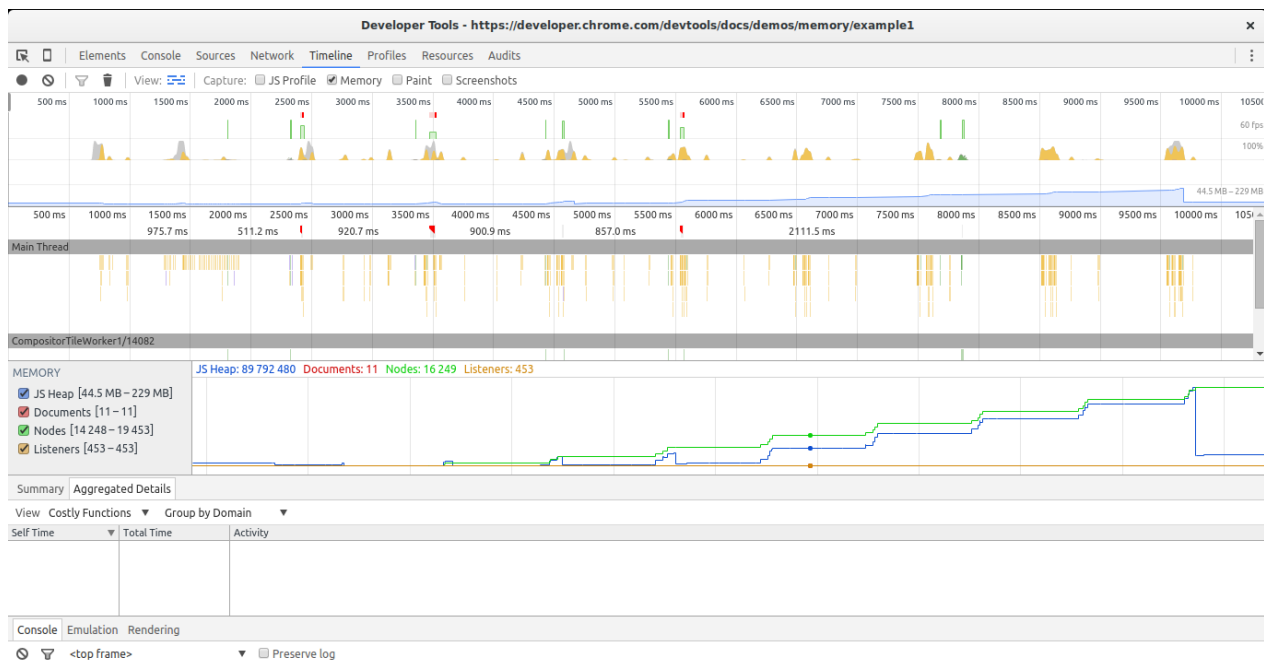 Developer Tools - https://developer.chrome.com/devtools/docs/demos/memory/example1 ×
Elements Console Sources Network Timeline Profiles Resources Audits
View: Capture: JS Profile Memory Paint Screenshots
500 ms 1000 ms 1500 ms 2000 ms 2500 ms 3000 ms 3500 ms 4000 ms 4500 ms 5000 ms 5500 ms 6000 ms 6500 ms 7000 ms 7500 ms 8000 ms 8500 ms 9000 ms 9500 ms 10000 ms 1050
60 fps
100%
44.5 MB – 229 MB
500 ms 1000 ms 1500 ms 2000 ms 2500 ms 3000 ms 3500 ms 4000 ms 4500 ms 5000 ms 5500 ms 6000 ms 6500 ms 7000 ms 7500 ms 8000 ms 8500 ms 9000 ms 9500 ms 10000 ms 105
975.7 ms 511.2 ms 920.7 ms 900.9 ms 857.0 ms 2111.5 ms
Main Thread
CompositorTileWorker1/14082
MEMORY JS Heap: 89 792 480 Documents: 11 Nodes: 16 249 Listeners: 453
JS Heap [44.5 MB – 229 MB]
Documents [11 – 11]
Nodes [14 248 – 19 453]
Listeners [453 – 453]
Summary Aggregated Details
View Costly Functions ▼ Group by Domain ▼
Self Time ▼ Total Time Activity
Console Emulation Rendering
<top frame> ▼ Preserve log